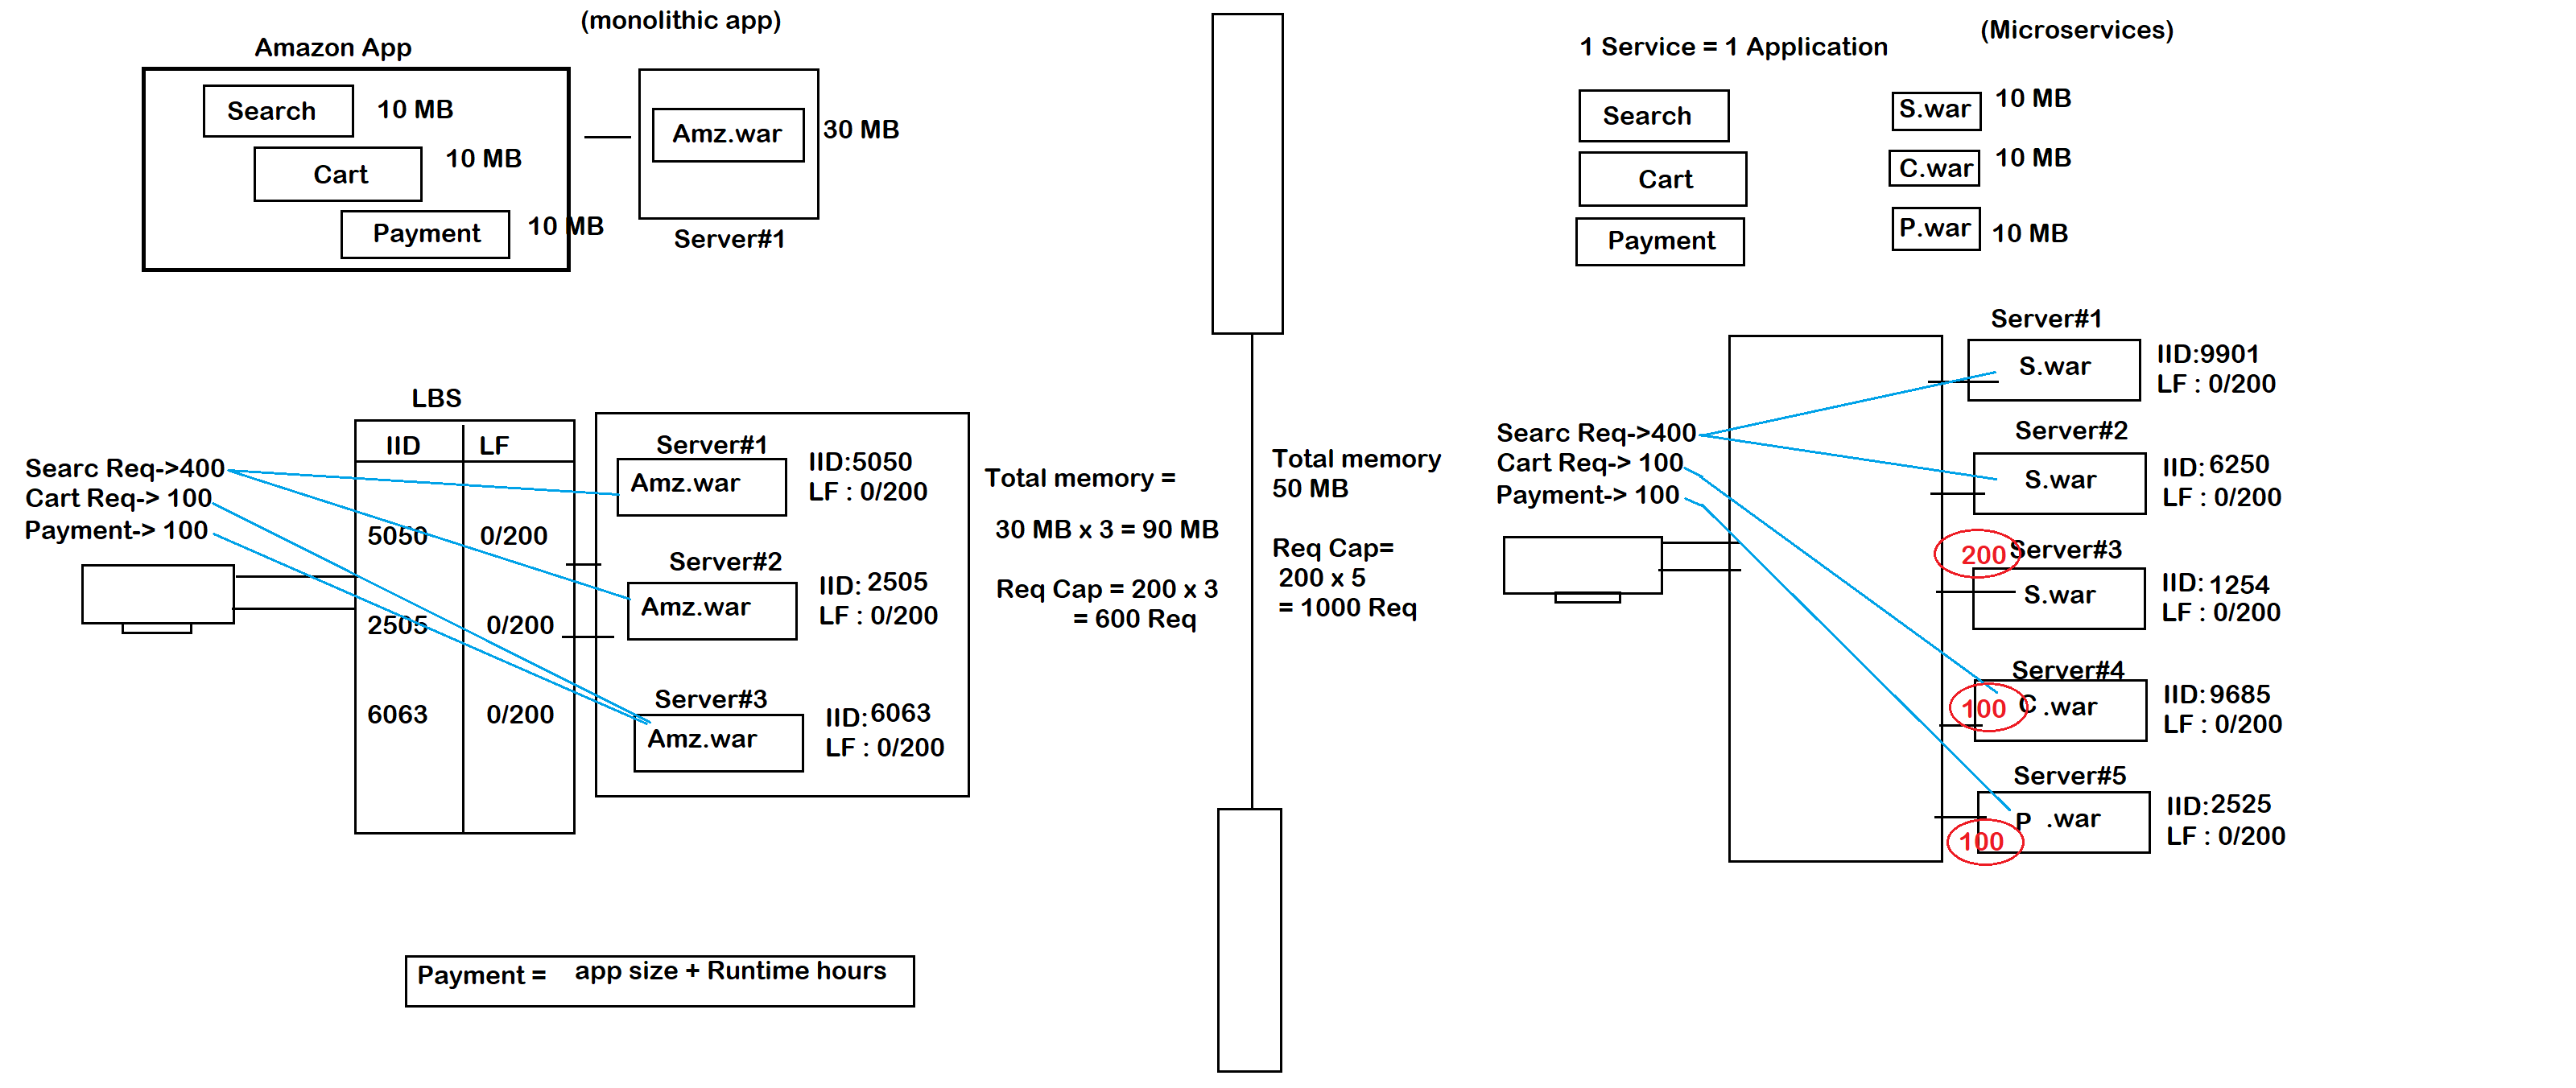 (monolithic app)
Amazon App
Search
10 MB
Cart
10 MB
Payment
10 MB
Amz.war
30 MB
Server#1
LBS
IID
LF
Searc Req->400
Cart Req-> 100
Payment-> 100
5050
0/200
2505
0/200
6063
0/200
Server#1
Amz.war
IID:5050
LF : 0/200
Server#2
Amz.war
IID: 2505
LF : 0/200
Server#3
Amz.war
IID:6063
LF : 0/200
Total memory =
30 MB x 3 = 90 MB
Req Cap = 200 x 3
= 600 Req
Payment = app size + Runtime hours
Total memory
50 MB
Req Cap=
200 x 5
= 1000 Req
(Microservices)
1 Service = 1 Application
Search
Cart
Payment
S.war
10 MB
C.war
10 MB
P.war
10 MB
Searc Req->400
Cart Req-> 100
Payment-> 100
Server#1
S.war
IID:9901
LF : 0/200
Server#2
S.war
IID: 6250
LF : 0/200
200
Server#3
S.war
IID: 1254
LF : 0/200
Server#4
100
C .war
IID:9685
LF : 0/200
Server#5
P .war
100
IID:2525
LF : 0/200